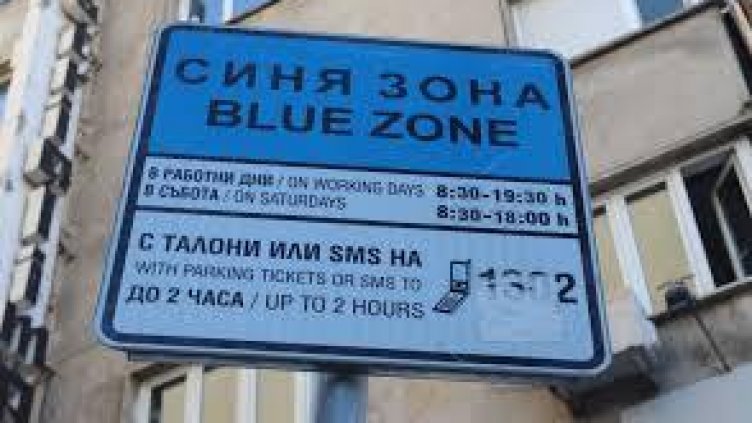 СИНЯ ЗОНА
BLUE ZONE
В РАБОТНИ ДНИ / ON WORKING DAYS 8:30-19:30 h
В СЪБОТА / ON SATURDAYS 8:30-18:00 h
С ТАЛОНИ ИЛИ SMS НА
WITH PARKING TICKETS OR SMS TO
ДО 2 ЧАСА / UP TO 2 HOURS